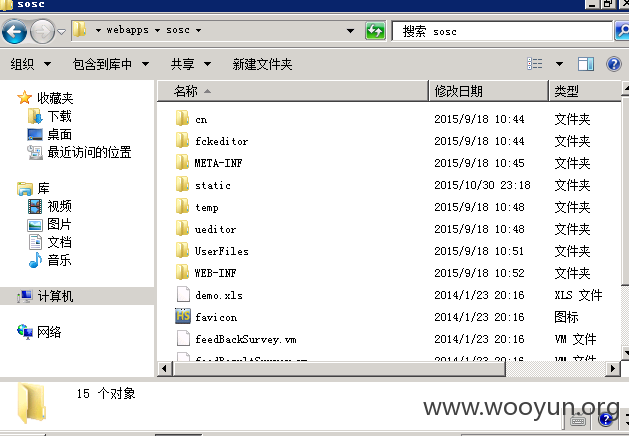 sosc
webapps sosc
搜索 sosc
组织 包含到库中 共享 新建文件夹
名称 修改日期 类型
收藏夹
下载
桌面
最近访问的位置
库
视频
图片
文档
音乐
计算机
网络
cn 2015/9/18 10:44 文件夹
fckeditor 2015/9/18 10:44 文件夹
META-INF 2015/9/18 10:45 文件夹
static 2015/10/30 23:18 文件夹
temp 2015/9/18 10:48 文件夹
ueditor 2015/9/18 10:48 文件夹
UserFiles 2015/9/18 10:51 文件夹
WEB-INF 2015/9/18 10:52 文件夹
demo.xls 2014/1/23 20:16 XLS 文件
favicon 2014/1/23 20:16 图标
feedBackSurvey.vm 2014/1/23 20:16 VM 文件
2014/1/23 20:16 VM 文件
15 个对象
www.wooyun.org